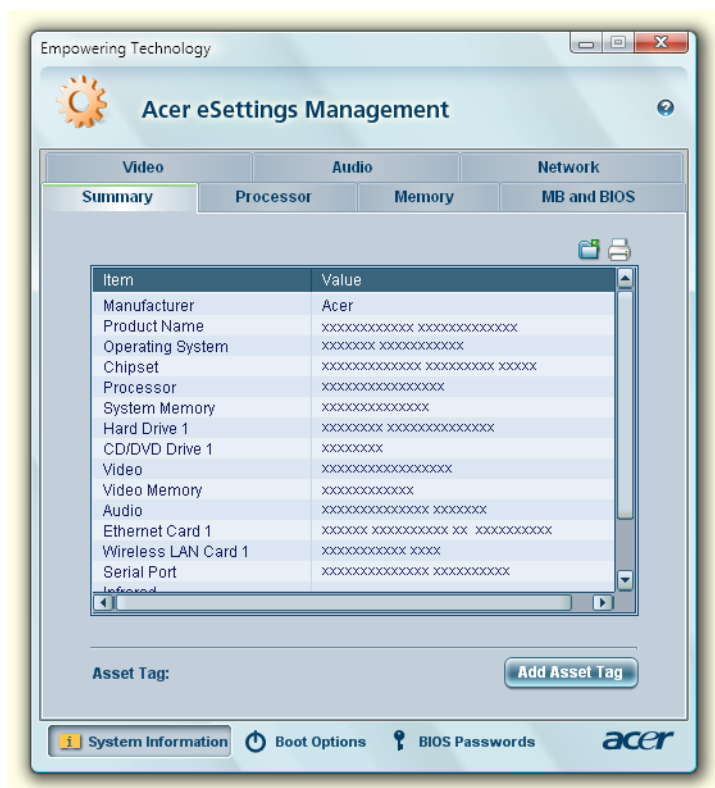 Empowering Technology
Acer eSettings Management
Video Audio Network
Summary Processor Memory MB and BIOS
Item Value
Manufacturer Acer
Product Name xxxxxxxxxxxxx xxxxxxxxxxxxxx
Operating System xxxxxxx xxxxxxxxxxx
Chipset xxxxxxxxxxxxx xxxxxxxxx xxxxx
Processor xxxxxxxxxxxxxxxx
System Memory xxxxxxxxxxxxxx
Hard Drive 1 xxxxxxxx xxxxxxxxxxxxxx
CD/DVD Drive 1 xxxxxxxx
Video xxxxxxxxxxxxxxxxx
Video Memory xxxxxxxxxxxx
Audio xxxxxxxxxxxxxx xxxxxxx
Ethernet Card 1 xxxxxx xxxxxxxxxx xx xxxxxxxxxx
Wireless LAN Card 1 xxxxxxxxxxx xxxx
Serial Port xxxxxxxxxxxxxx xxxxxxxxxx
Infrared
Asset Tag: Add Asset Tag
System Information Boot Options BIOS Passwords acer